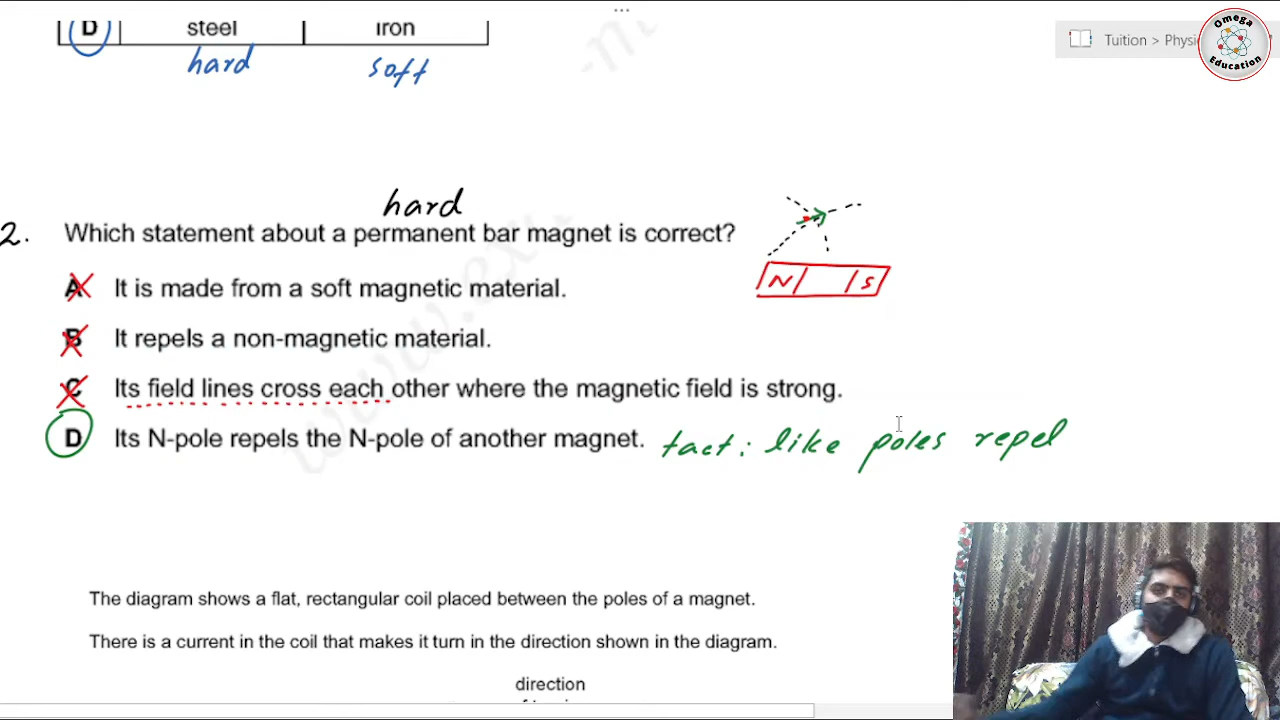 ...
D steel iron
hard soft
Tuition > Physi
Omega Education
hard
2. Which statement about a permanent bar magnet is correct?
A It is made from a soft magnetic material.
B It repels a non-magnetic material.
C Its field lines cross each other where the magnetic field is strong.
D Its N-pole repels the N-pole of another magnet. fact: like poles repel
N S
The diagram shows a flat, rectangular coil placed between the poles of a magnet.
There is a current in the coil that makes it turn in the direction shown in the diagram.
direction